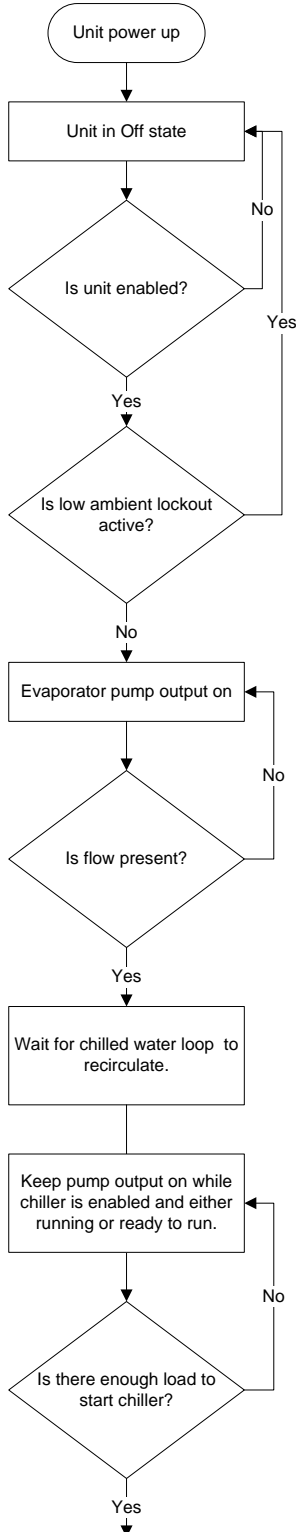 Unit power up
Unit in Off state
No
Is unit enabled?
Yes
Yes
Is low ambient lockout
active?
No
Evaporator pump output on
No
Is flow present?
Yes
Wait for chilled water loop to
recirculate.
Keep pump output on while
chiller is enabled and either
running or ready to run.
No
Is there enough load to
start chiller?
Yes